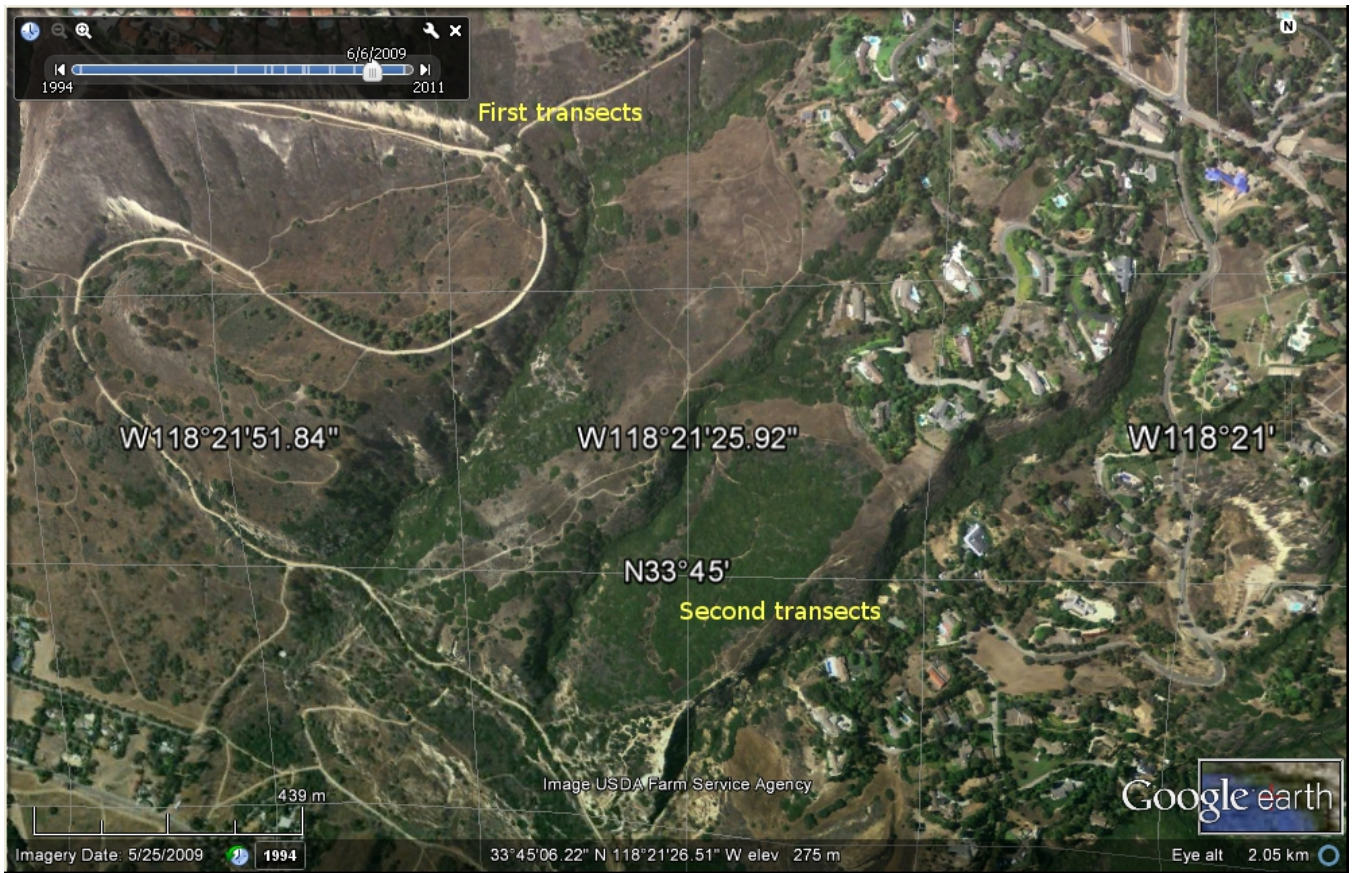 N
6/6/2009
1994
2011
First transects
W118°21'51.84"
W118°21'25.92"
W118°21'
N33°45'
Second transects
Image USDA Farm Service Agency
439 m
Google earth
Imagery Date: 5/25/2009
1994
33°45'06.22" N 118°21'26.51" W elev 275 m
Eye alt 2.05 km